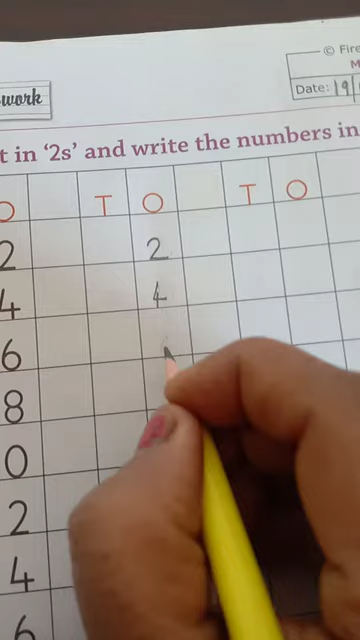 work
© Fire
M
Date: 19/
t in '2s' and write the numbers in
O T O T O
2 2
4 4
6
8
0
2
4
6